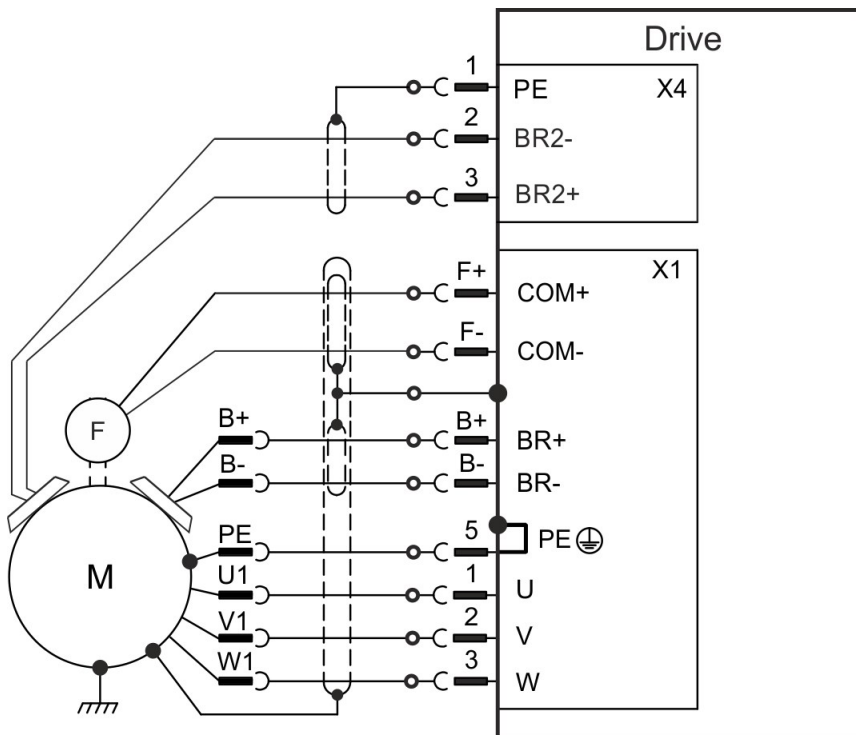 Drive
1
PE X4
2
BR2-
3
BR2+
X1
F+
COM+
F-
COM-
F
B+ B+
BR+
B- B-
BR-
PE 5
PE
M
U1 1
U
V1 2
V
W1 3
W